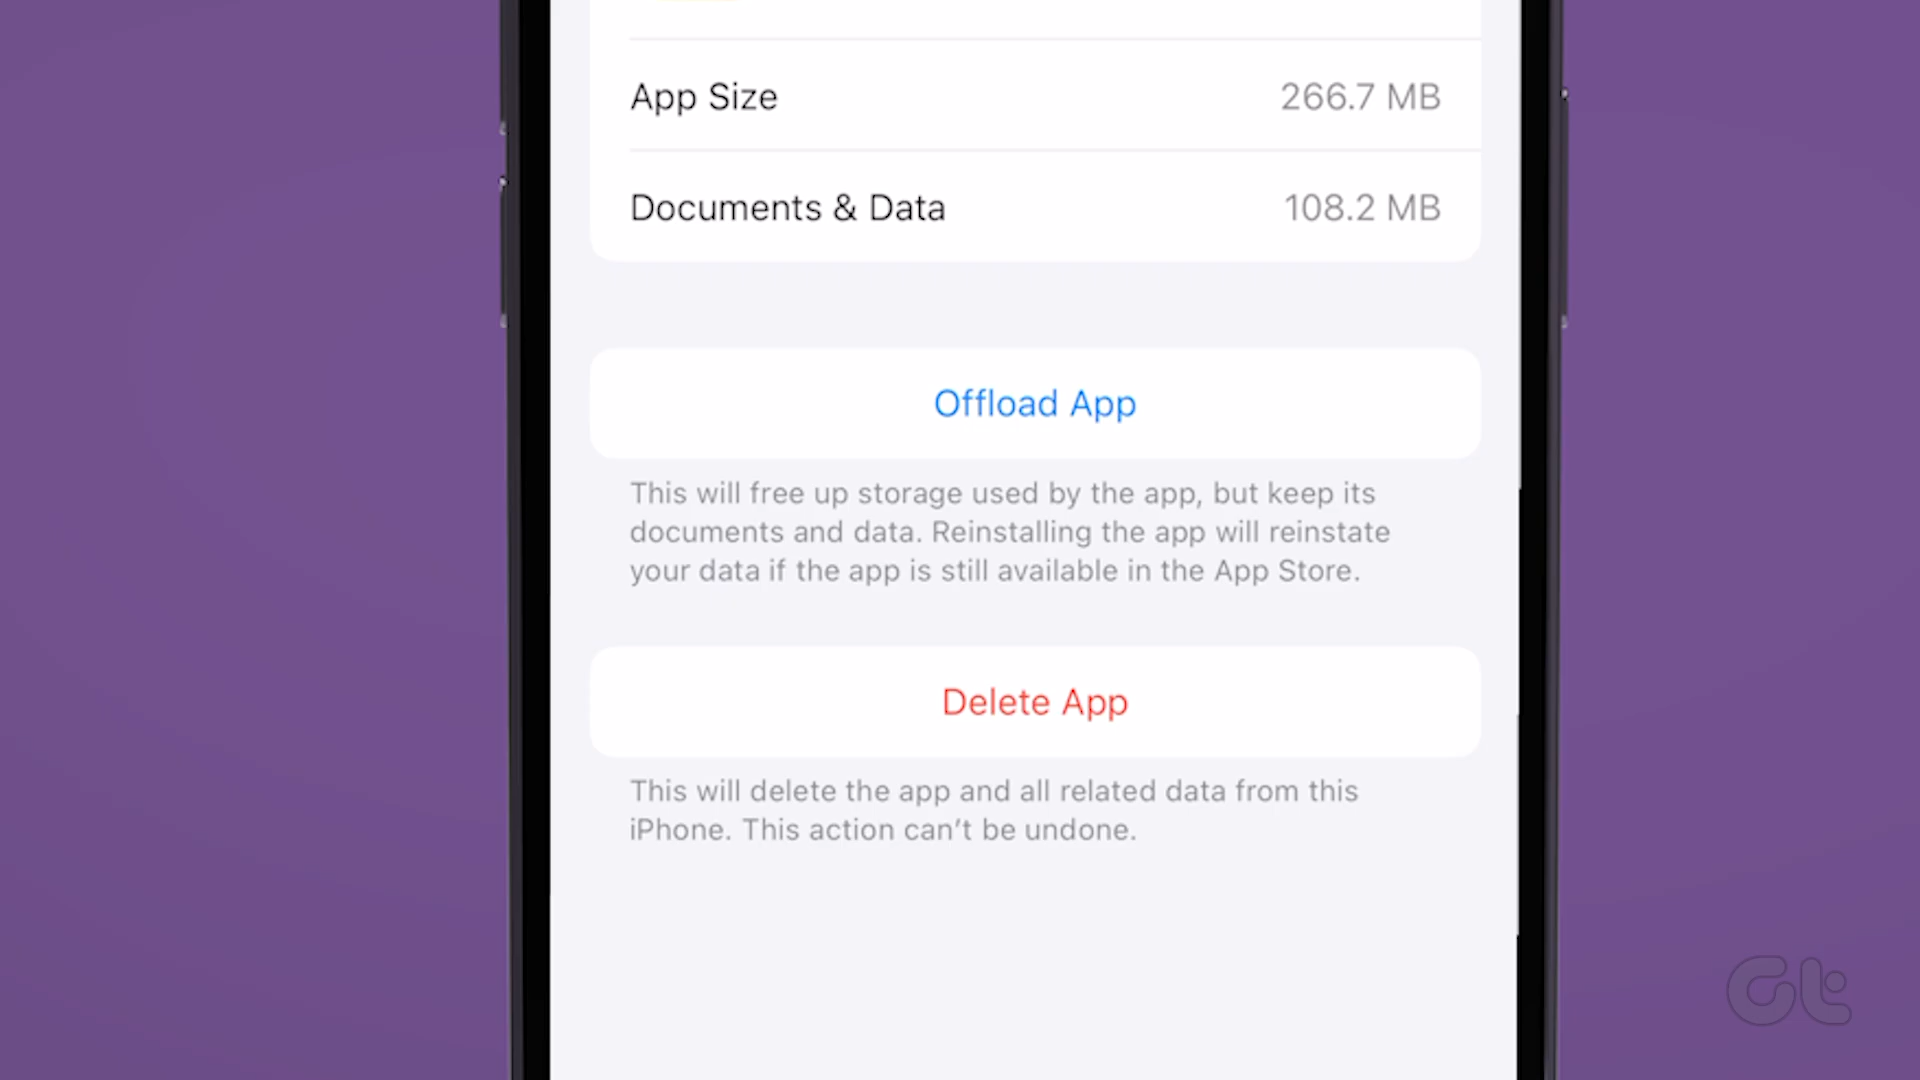 App Size 266.7 MB
Documents & Data 108.2 MB
Offload App
This will free up storage used by the app, but keep its
documents and data. Reinstalling the app will reinstate
your data if the app is still available in the App Store.
Delete App
This will delete the app and all related data from this
iPhone. This action can’t be undone.
Gt